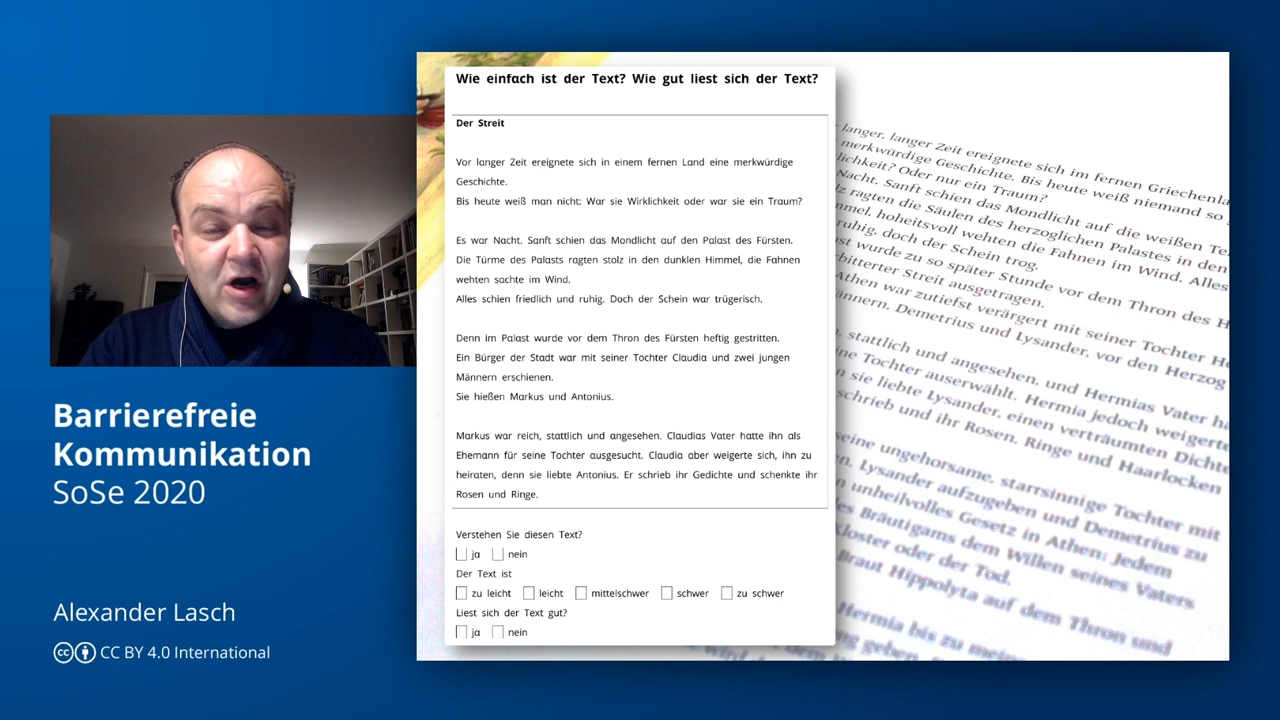 Barrierefreie
Kommunikation
SoSe 2020
Alexander Lasch
CC BY 4.0 International
Wie einfach ist der Text? Wie gut liest sich der Text?
Der Streit
Vor langer Zeit ereignete sich in einem fernen Land eine merkwürdige
Geschichte.
Bis heute weiß man nicht: War sie Wirklichkeit oder war sie ein Traum?
Es war Nacht. Sanft schien das Mondlicht auf den Palast des Fürsten.
Die Türme des Palasts ragten stolz in den dunklen Himmel, die Fahnen
wehten sachte im Wind.
Alles schien friedlich und ruhig. Doch der Schein war trügerisch.
Denn im Palast wurde vor dem Thron des Fürsten heftig gestritten.
Ein Bürger der Stadt war mit seiner Tochter Claudia und zwei jungen
Männern erschienen.
Sie hießen Markus und Antonius.
Markus war reich, stattlich und angesehen. Claudias Vater hatte ihn als
Ehemann für seine Tochter ausgesucht. Claudia aber weigerte sich, ihn zu
heiraten, denn sie liebte Antonius. Er schrieb ihr Gedichte und schenkte ihr
Rosen und Ringe.
Verstehen Sie diesen Text?
ja nein
Der Text ist
zu leicht leicht mittelschwer schwer zu schwer
Liest sich der Text gut?
ja nein
langer, langer Zeit ereignete sich im fernen
merkwürdige Geschichte. Bis heute weiß niemand so
Oder nur ein Traum?
Nacht. Sanft schien das Mondlicht auf die weißen
ragten die Säulen des herzoglichen Palastes in den
hoheitsvoll wehten die Fahnen im Wind. Alles
ruhig, doch der Schein trog.
wurde zu so später Stunde vor dem Thron des
Streit ausgetragen.
Athen war zutiefst verärgert mit seiner Tochter
Demetrius und Lysander, vor den Herzog
stattlich und angesehen, und Hermias Vater
Tochter auserwählt. Hermia jedoch weigerte
sie liebte Lysander, einen verträumten
schrieb und ihr Rosen, Ringe und Haarlocken
seine ungehorsame, starrsinnige Tochter mit
Lysander aufzugeben und Demetrius zu
unheilvolles Gesetz in Athen: Jedem
Bräutigams dem Willen seines Vaters
Kloster oder der Tod.
Braut Hippolyta auf dem Thron und
Hermia bis zu